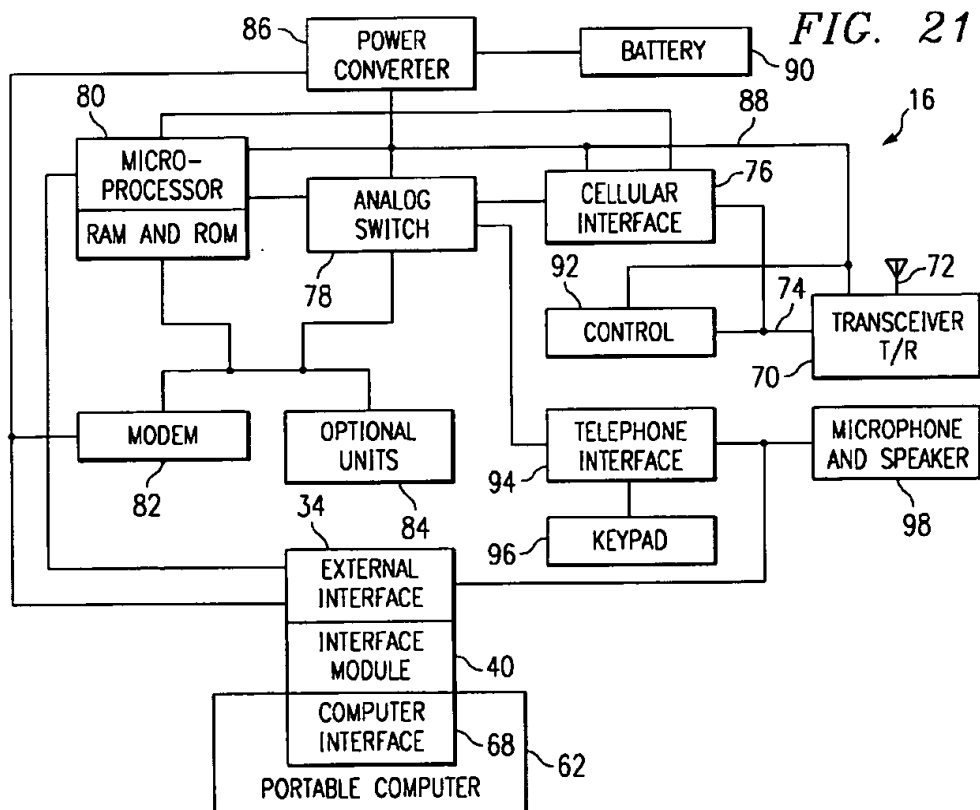 FIG. 21
86
POWER
CONVERTER
BATTERY
90
16
80
88
MICRO-
PROCESSOR
RAM AND ROM
ANALOG
SWITCH
78
CELLULAR
INTERFACE
76
92
CONTROL
74
72
TRANSCEIVER
T/R
70
MODEM
82
OPTIONAL
UNITS
84
TELEPHONE
INTERFACE
94
MICROPHONE
AND SPEAKER
98
KEYPAD
96
34
EXTERNAL
INTERFACE
INTERFACE
MODULE
40
COMPUTER
INTERFACE
68
62
PORTABLE COMPUTER